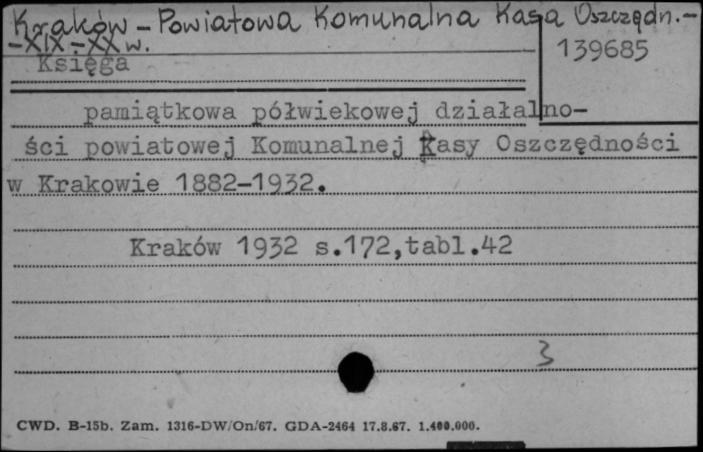 Kraków – Powiatowa Komunalna Kasa Oszczędn. –
– XIX – XX w.
139685
Księga
pamiątkowa półwiekowej działalno-
ści powiatowej Komunalnej Kasy Oszczędności
w Krakowie 1882-1932.
Kraków 1932 s.172,tabl.42
3
CWD. B-15b. Zam. 1316-DW/On/67. GDA-2464 17.8.67. 1.400.000.